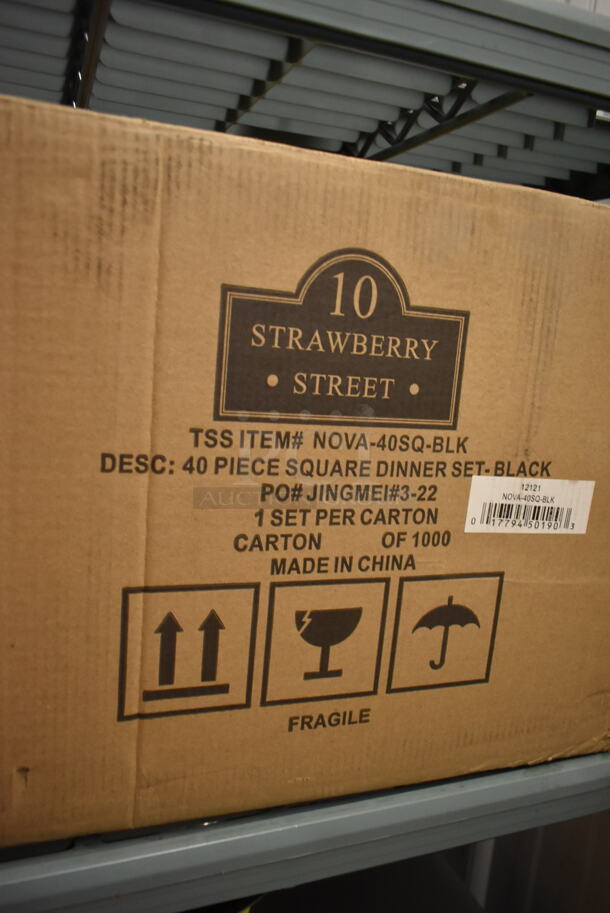 10
STRAWBERRY
• STREET •
TSS ITEM# NOVA-40SQ-BLK
DESC: 40 PIECE SQUARE DINNER SET- BLACK
PO# JINGMEI#3-22
1 SET PER CARTON
CARTON OF 1000
MADE IN CHINA
12121
NOVA-40SQ-BLK
0 17794 50190 3
FRAGILE